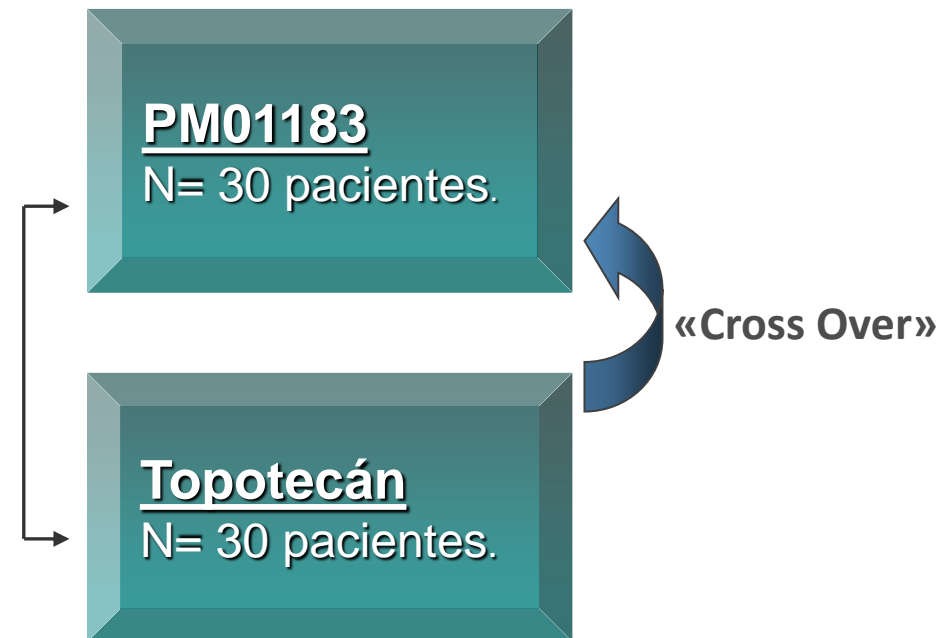 PM01183
N= 30 pacientes.
«Cross Over»
Topotecán
N= 30 pacientes.